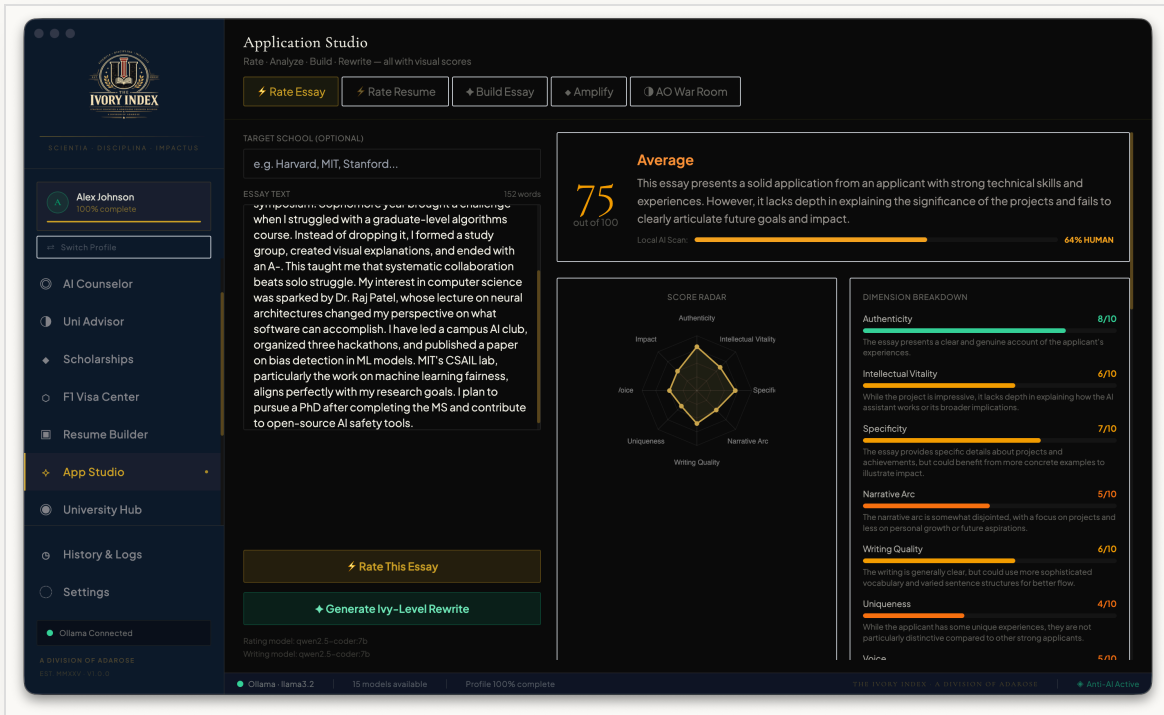 THE
IVORY INDEX
SCIENTIA · DISCIPLINA · IMPACTUS
A
Alex Johnson
100% complete
⇌ Switch Profile
AI Counselor
Uni Advisor
Scholarships
F1 Visa Center
Resume Builder
App Studio
University Hub
History & Logs
Settings
Ollama Connected
A DIVISION OF ADAROSE
EST. MMXXV · V1.0.0
Application Studio
Rate · Analyze · Build · Rewrite — all with visual scores
⚡ Rate Essay
⚡ Rate Resume
✦ Build Essay
◆ Amplify
◑ AO War Room
TARGET SCHOOL (OPTIONAL)
e.g. Harvard, MIT, Stanford...
ESSAY TEXT
152 words
symposium. Sophomore year brought a challenge
when I struggled with a graduate-level algorithms
course. Instead of dropping it, I formed a study
group, created visual explanations, and ended with
an A-. This taught me that systematic collaboration
beats solo struggle. My interest in computer science
was sparked by Dr. Raj Patel, whose lecture on neural
architectures changed my perspective on what
software can accomplish. I have led a campus AI club,
organized three hackathons, and published a paper
on bias detection in ML models. MIT's CSAIL lab,
particularly the work on machine learning fairness,
aligns perfectly with my research goals. I plan to
pursue a PhD after completing the MS and contribute
to open-source AI safety tools.
⚡ Rate This Essay
✦ Generate Ivy-Level Rewrite
Rating model: qwen2.5-coder:7b
Writing model: qwen2.5-coder:7b
75
out of 100
Average
This essay presents a solid application from an applicant with strong technical skills and
experiences. However, it lacks depth in explaining the significance of the projects and fails to
clearly articulate future goals and impact.
Local AI Scan:
64% HUMAN
SCORE RADAR
Authenticity
Intellectual Vitality
Specifi
Narrative Arc
Writing Quality
Uniqueness
/oice
Impact
DIMENSION BREAKDOWN
Authenticity 8/10
The essay presents a clear and genuine account of the applicant's
experiences.
Intellectual Vitality 6/10
While the project is impressive, it lacks depth in explaining how the AI
assistant works or its broader implications.
Specificity 7/10
The essay provides specific details about projects and
achievements, but could benefit from more concrete examples to
illustrate impact.
Narrative Arc 5/10
The narrative arc is somewhat disjointed, with a focus on projects and
less on personal growth or future aspirations.
Writing Quality 6/10
The writing is generally clear, but could use more sophisticated
vocabulary and varied sentence structures for better flow.
Uniqueness 4/10
While the applicant has some unique experiences, they are not
particularly distinctive compared to other strong applicants.
Voice 5/10
Ollama · llama3.2
15 models available
Profile 100% complete
THE IVORY INDEX · A DIVISION OF ADAROSE
◈ Anti-AI Active